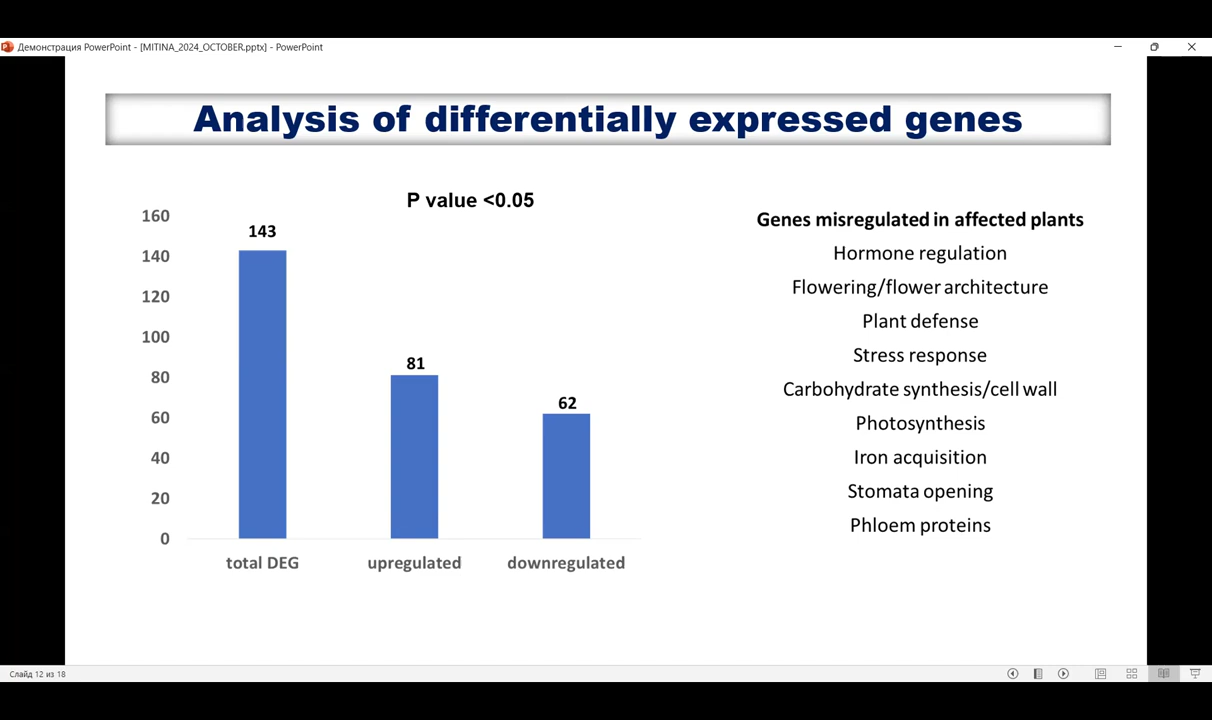 Демонстрация PowerPoint - [MITINA_2024_OCTOBER.pptx] - PowerPoint
Analysis of differentially expressed genes
P value <0.05
160
140
120
100
80
60
40
20
0
143
81
62
total DEG
upregulated
downregulated
Genes misregulated in affected plants
Hormone regulation
Flowering/flower architecture
Plant defense
Stress response
Carbohydrate synthesis/cell wall
Photosynthesis
Iron acquisition
Stomata opening
Phloem proteins
Слайд 12 из 18